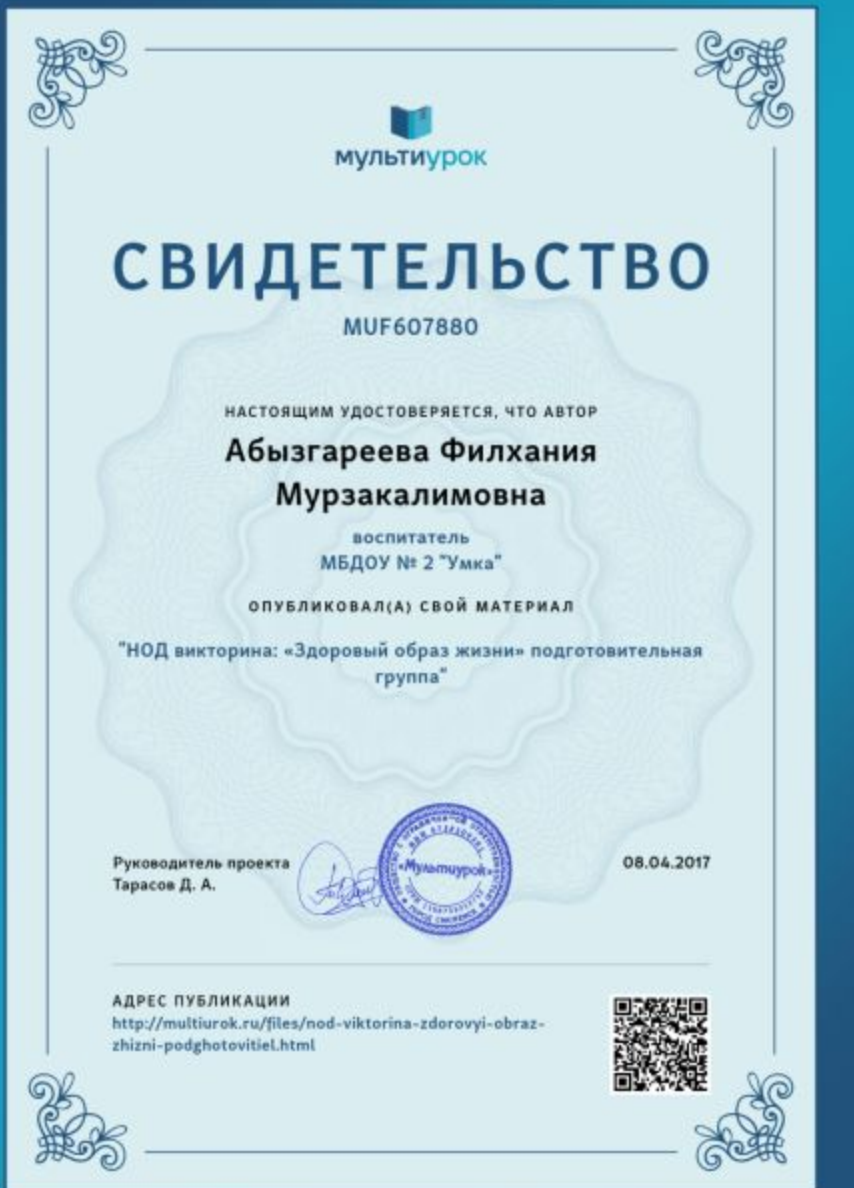 мультиурок
СВИДЕТЕЛЬСТВО
MUF607880
НАСТОЯЩИМ УДОСТОВЕРЯЕТСЯ, ЧТО АВТОР
Абызгареева Филхания
Мурзакалимовна
воспитатель
МБДОУ № 2 "Умка"
ОПУБЛИКОВАЛ(А) СВОЙ МАТЕРИАЛ
"НОД викторина: «Здоровый образ жизни» подготовительная
группа"
Руководитель проекта
Тарасов Д. А.
«Мультиурок»
08.04.2017
АДРЕС ПУБЛИКАЦИИ
http://multiurok.ru/files/nod-viktorina-zdorovyi-obraz-
zhizni-podghotovitiel.html